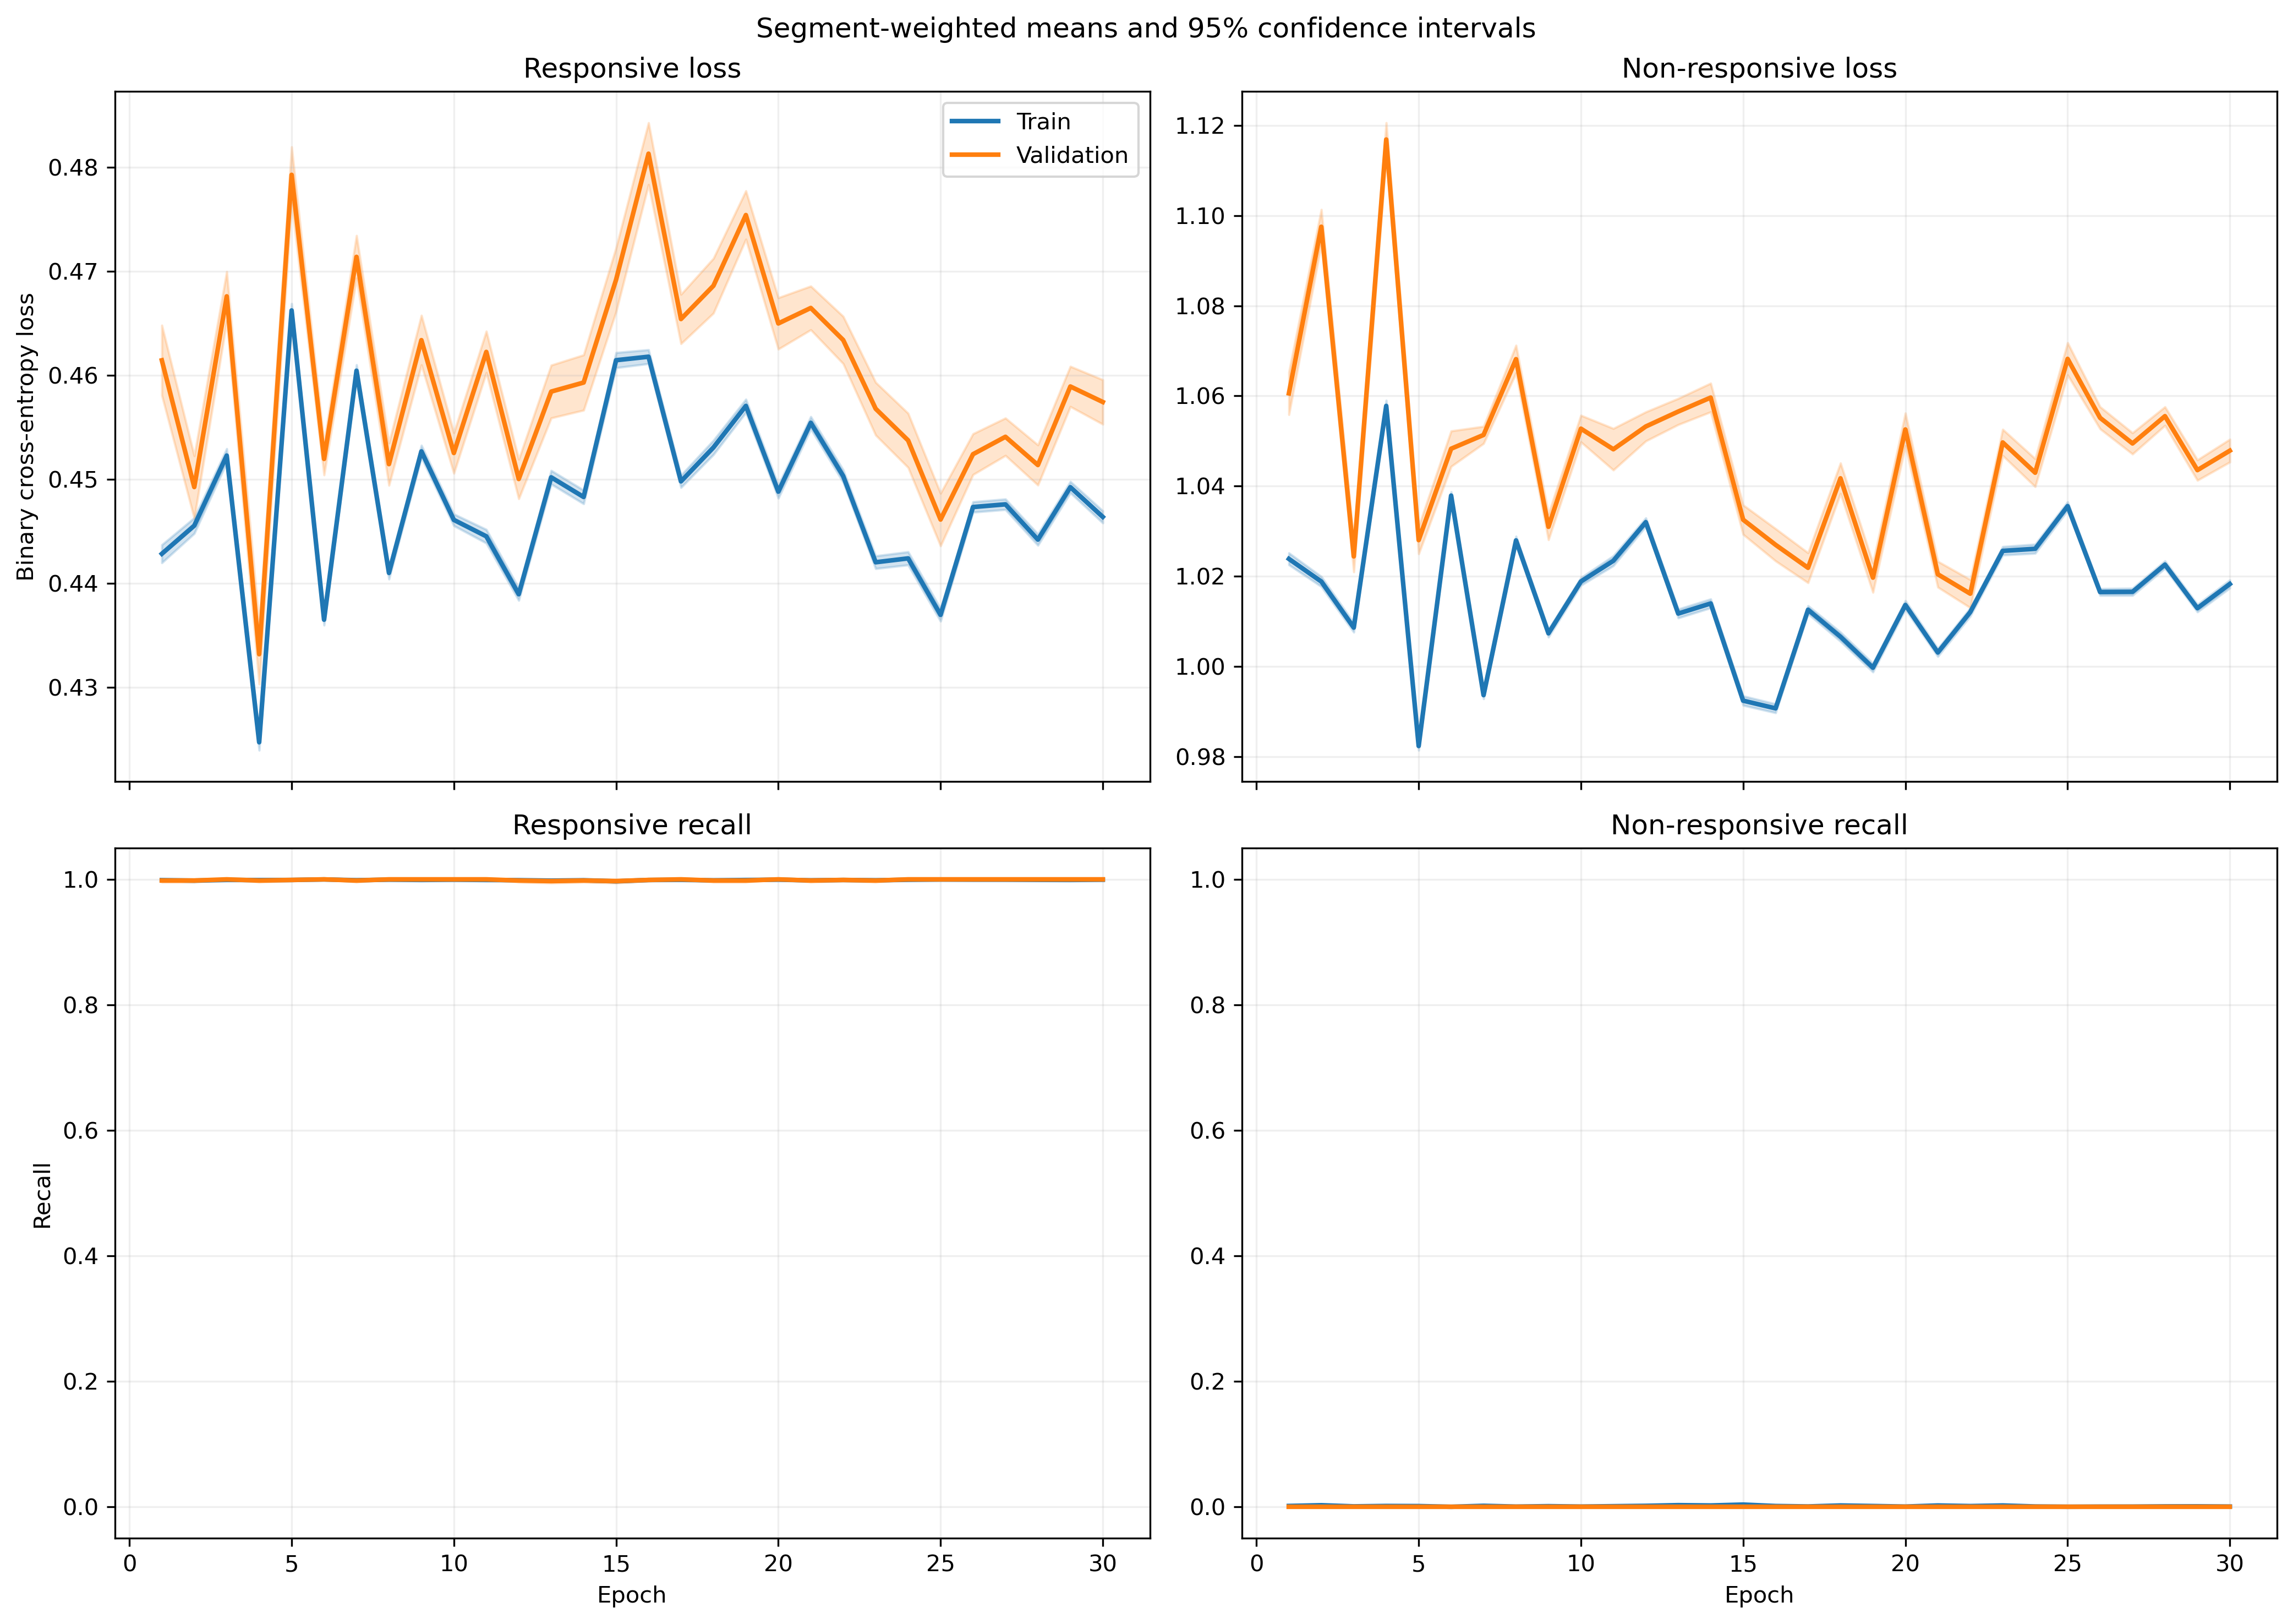 Segment-weighted means and 95% confidence intervals
Responsive loss
Non-responsive loss
Binary cross-entropy loss
0.48
0.47
0.46
0.45
0.44
0.43
Train
Validation
1.12
1.10
1.08
1.06
1.04
1.02
1.00
0.98
Responsive recall
Non-responsive recall
Recall
1.0
0.8
0.6
0.4
0.2
0.0
0 5 10 15 20 25 30
Epoch
1.0
0.8
0.6
0.4
0.2
0.0
0 5 10 15 20 25 30
Epoch